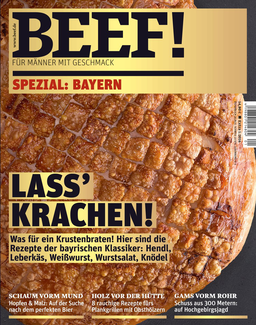 www.beef.de
BEEF!
FÜR MÄNNER MIT GESCHMACK
SPEZIAL: BAYERN
LASS'
KRACHEN!
Was für ein Krustenbraten! Hier sind die
Rezepte der bayrischen Klassiker: Hendl,
Leberkäs, Weißwurst, Wurstsalat, Knödel
SCHAUM VORM MUND
Hopfen & Malz: Auf der Suche
nach dem perfekten Bier
HOLZ VOR DER HÜTTE
8 rauchige Rezepte fürs
Plankgrillen mit Obsthölzern
GAMS VORM ROHR
Schuss aus 300 Metern:
auf Hochgebirgsjagd